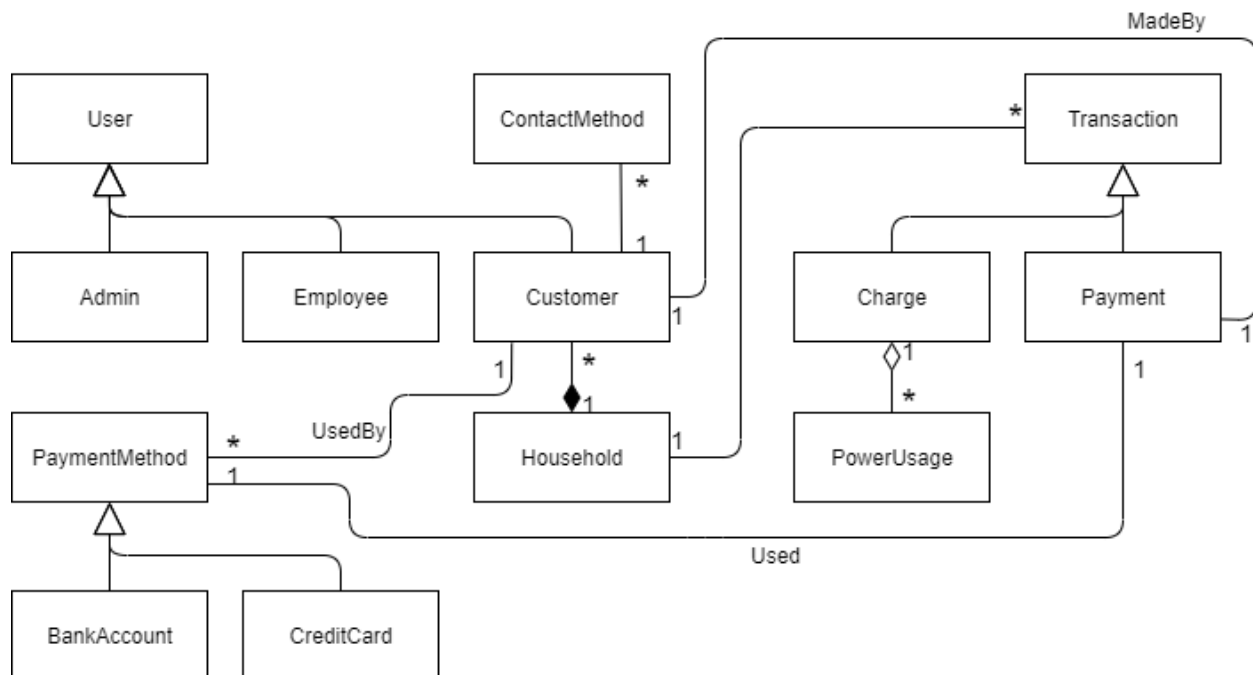 MadeBy
User
ContactMethod
*
Transaction
*
1
Admin
Employee
Customer
1
Charge
Payment
1
1
*
1
1
UsedBy
*
1
*
PaymentMethod
1
Household
1
PowerUsage
Used
BankAccount
CreditCard